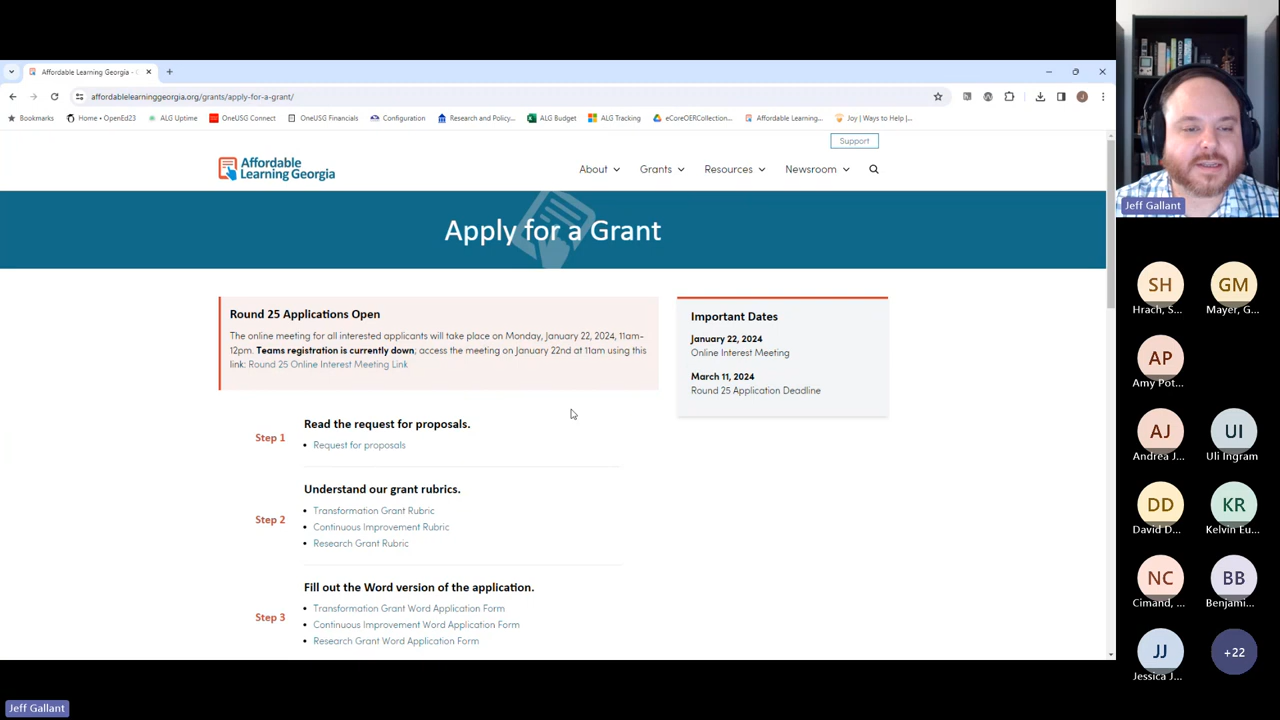 Affordable Learning Georgia - 
affordablelearninggeorgia.org/grants/apply-for-a-grant/
Bookmarks
Home • OpenEd23
ALG Uptime
OneUSG Connect
OneUSG Financials
Configuration
Research and Policy...
ALG Budget
ALG Tracking
eCoreOERCollection...
Affordable Learning...
Joy | Ways to Help |...
J
Support
Affordable
Learning Georgia
About
Grants
Resources
Newsroom
Apply for a Grant
Round 25 Applications Open
The online meeting for all interested applicants will take place on Monday, January 22, 2024, 11am-
12pm. Teams registration is currently down; access the meeting on January 22nd at 11am using this
link: Round 25 Online Interest Meeting Link
Important Dates
January 22, 2024
Online Interest Meeting
March 11, 2024
Round 25 Application Deadline
Step 1
Read the request for proposals.
• Request for proposals
Step 2
Understand our grant rubrics.
• Transformation Grant Rubric
• Continuous Improvement Rubric
• Research Grant Rubric
Step 3
Fill out the Word version of the application.
• Transformation Grant Word Application Form
• Continuous Improvement Word Application Form
• Research Grant Word Application Form
Jeff Gallant
SH
Hrach, S...
GM
Mayer, G...
AP
Amy Pot...
AJ
Andrea J...
UI
Uli Ingram
DD
David D...
KR
Kelvin Eu...
NC
Cimand, ...
BB
Benjami...
JJ
Jessica J...
+22
Jeff Gallant